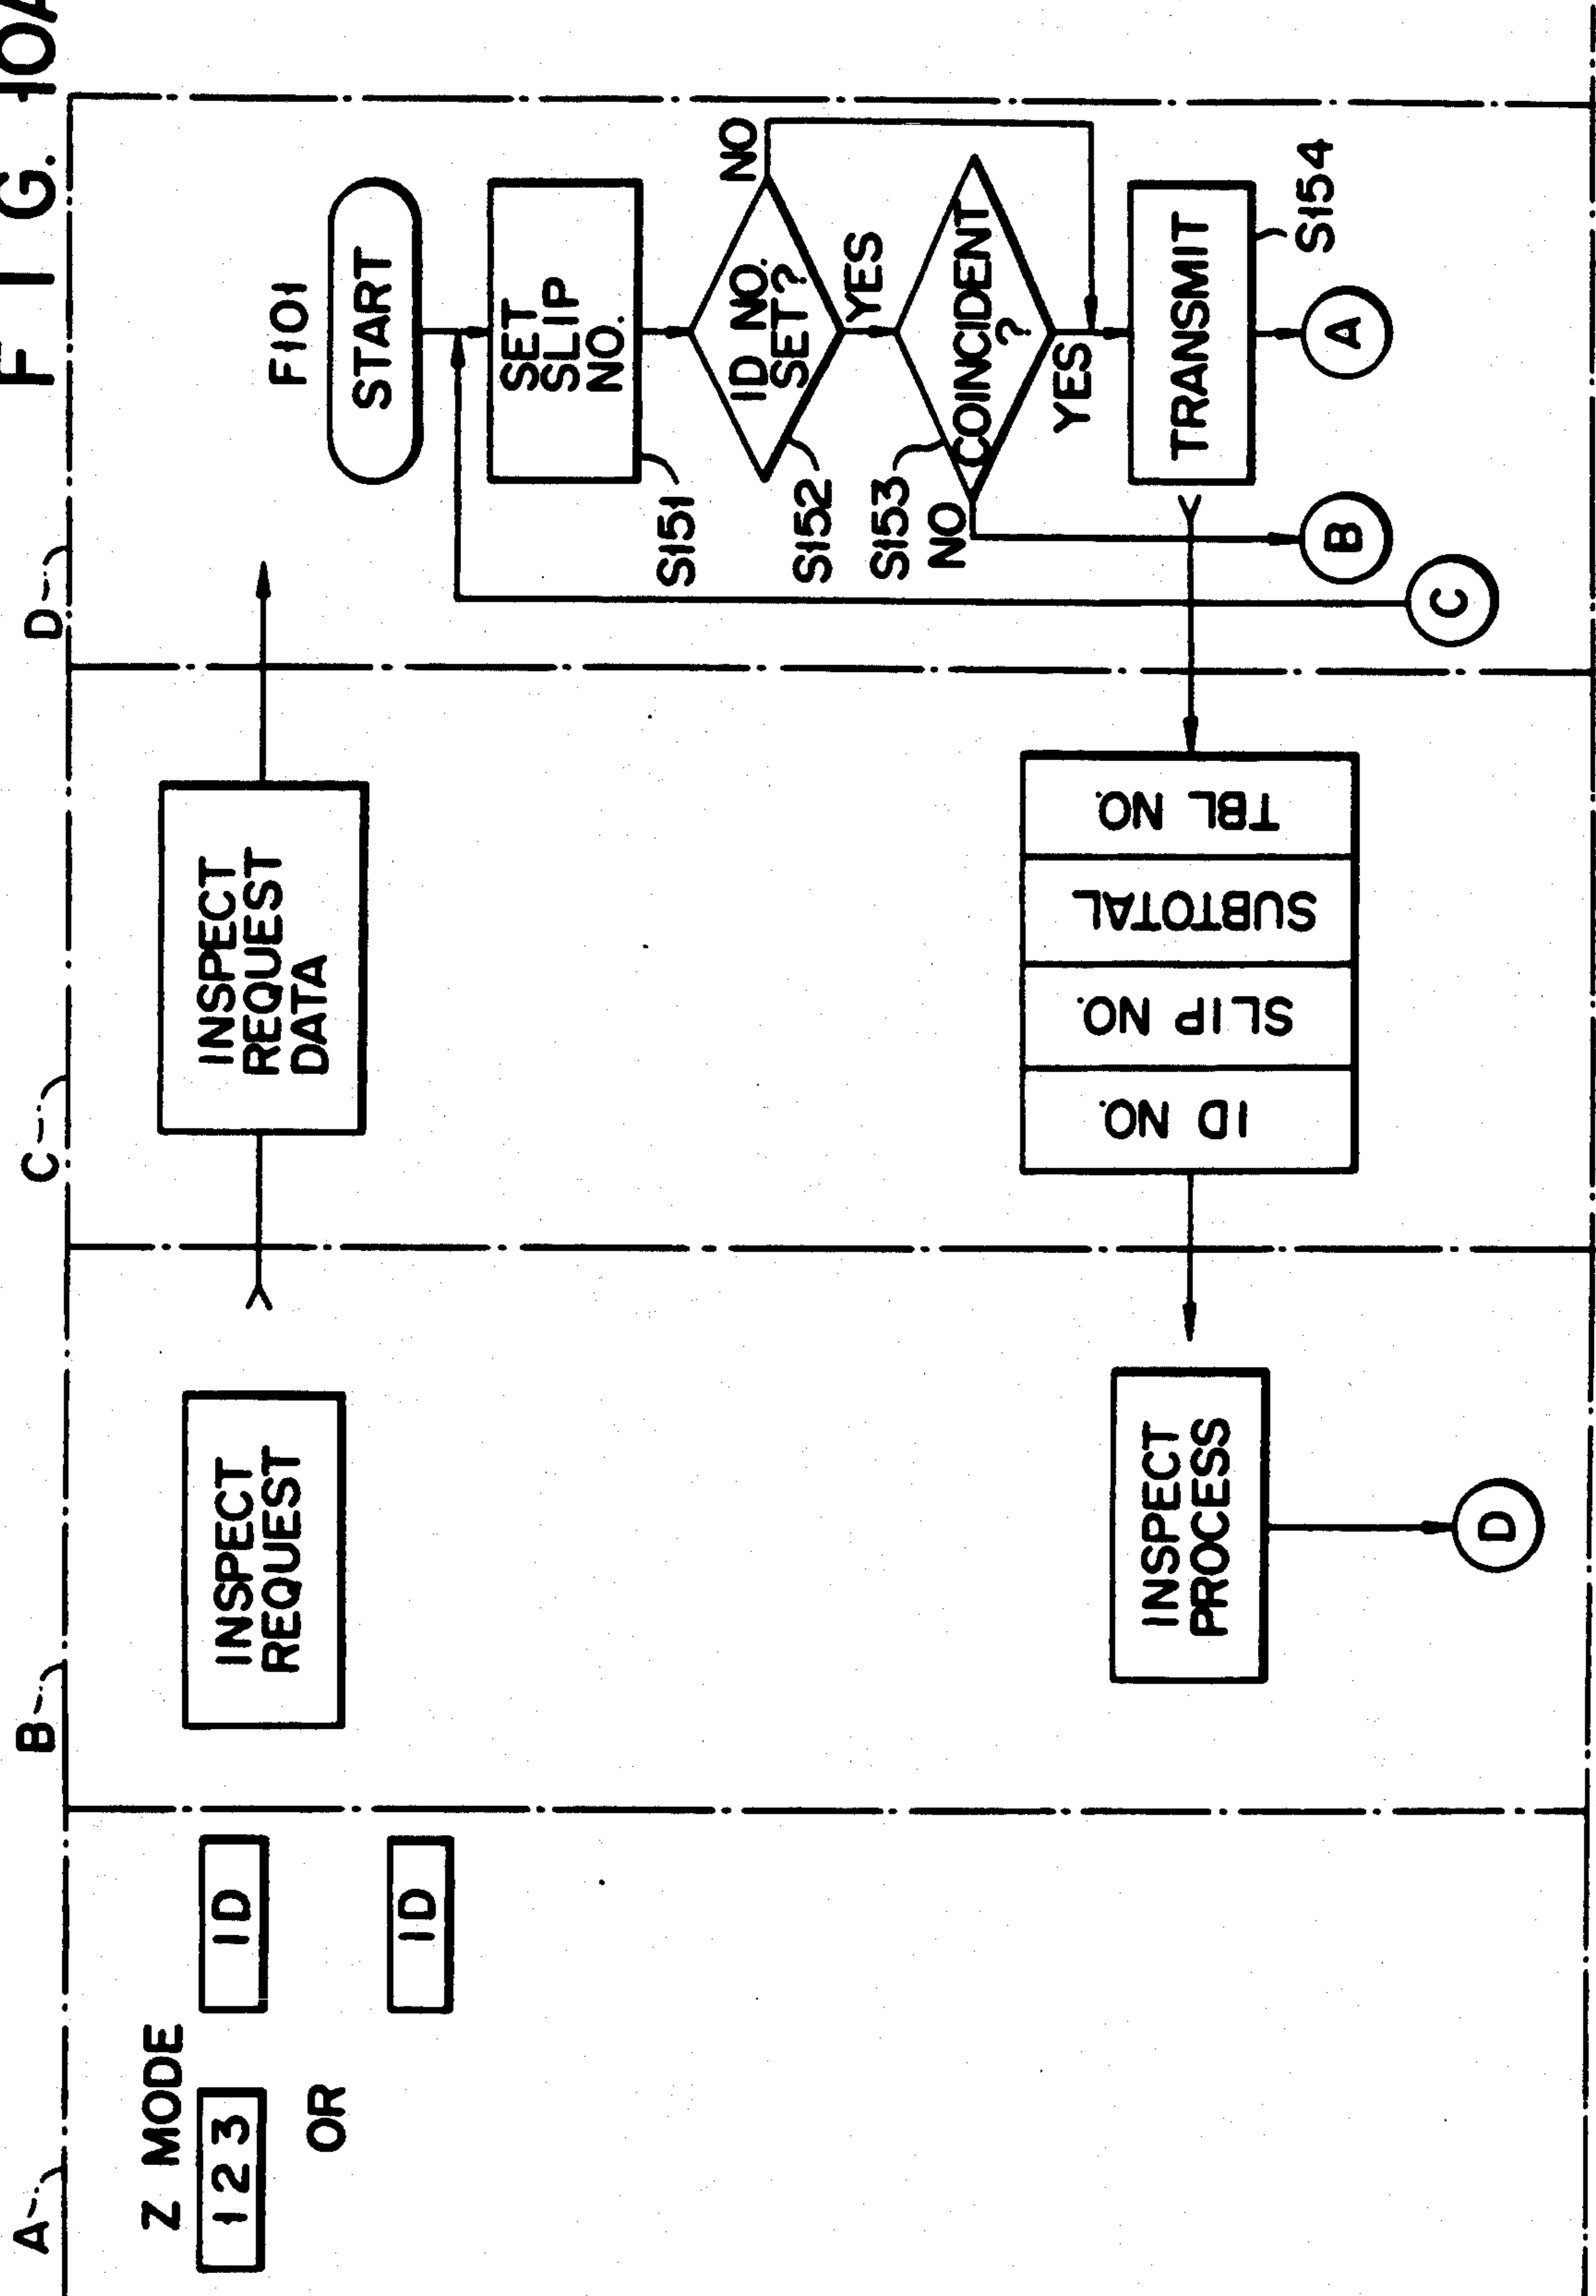 FIG. 10A
A
B
C
D
Z MODE
123
ID
OR
ID
INSPECT
REQUEST
INSPECT
REQUEST
DATA
F101
START
SET
SLIP
NO.
S151
ID NO.
SET?
NO
S152
YES
S153
COINCIDENT
?
NO
YES
TRANSMIT
S154
A
B
C
ID NO.
SLIP NO.
SUBTOTAL
TBL NO.
INSPECT
PROCESS
D